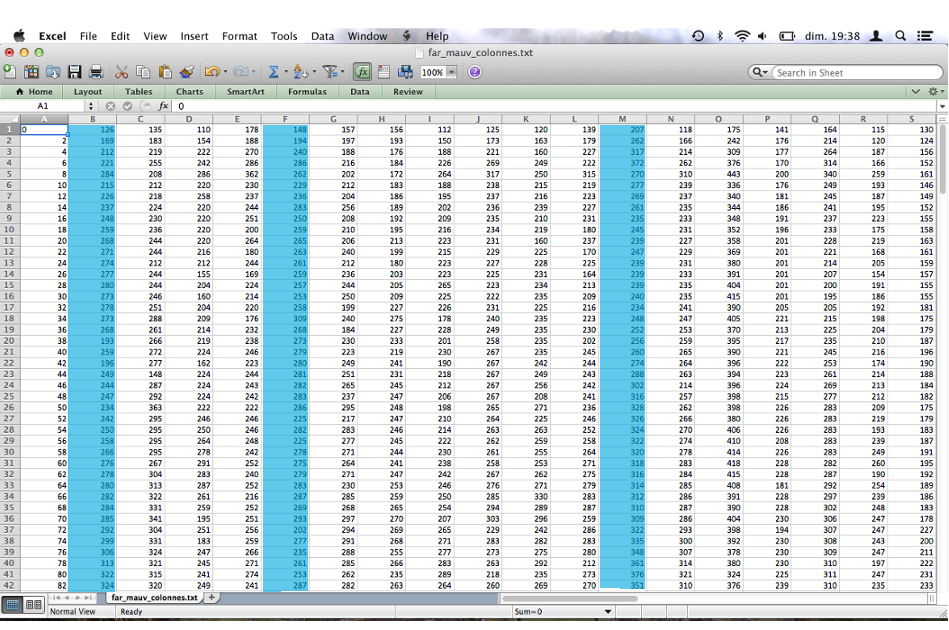 Excel File Edit View Insert Format Tools Data Window Help dim. 19:38
far_mauv_colonnes.txt
100% Search in Sheet
Home Layout Tables Charts SmartArt Formulas Data Review
A1 fx 0
A B C D E F G H I J K L M N O P Q R S
1 0 126 135 110 178 148 157 156 112 125 120 139 207 118 175 141 164 115 130
2 2 169 183 154 188 194 197 193 150 173 163 179 262 166 242 176 214 120 124
3 4 212 219 222 270 240 188 176 188 221 160 227 317 214 309 177 264 187 156
4 6 221 255 242 286 286 216 184 226 269 249 222 372 262 376 170 314 166 152
5 8 284 208 286 362 262 202 172 264 317 250 315 270 310 443 200 340 259 161
6 10 215 212 220 230 229 212 183 188 238 215 219 277 239 336 176 249 193 146
7 12 226 218 258 237 236 204 186 195 237 216 223 269 237 340 181 245 187 149
8 14 237 224 220 244 283 256 189 202 236 239 227 261 235 344 186 241 195 152
9 16 248 230 220 251 250 208 192 209 235 210 231 235 233 348 191 237 223 155
10 18 259 236 220 200 259 210 195 216 234 219 180 245 231 352 196 233 175 158
11 20 268 244 220 264 265 206 213 223 231 160 237 239 227 358 201 228 219 163
12 22 271 244 216 180 263 240 199 215 229 225 170 247 229 369 201 221 168 161
13 24 274 212 212 244 261 212 180 223 227 228 225 239 231 380 201 214 205 159
14 26 277 244 155 169 259 236 203 223 225 231 164 239 233 391 201 207 154 157
15 28 280 244 204 224 257 244 205 265 223 234 213 239 235 404 201 200 191 155
16 30 273 246 160 214 253 250 209 225 222 235 209 240 235 415 201 195 186 155
17 32 278 251 204 220 258 199 227 226 231 225 216 234 241 390 205 205 192 181
18 34 273 288 209 176 309 240 275 178 240 235 223 248 247 405 221 215 198 175
19 36 268 261 214 232 268 184 227 228 249 235 230 252 253 370 213 225 204 179
20 38 193 266 219 238 273 230 233 201 258 235 202 256 259 395 217 235 210 187
21 40 259 272 224 246 279 223 219 230 267 235 245 260 265 390 221 245 216 196
22 42 196 277 162 223 280 249 241 190 267 242 244 274 264 396 222 253 174 190
23 44 249 148 224 244 281 251 231 218 267 249 243 288 263 394 223 261 214 188
24 46 244 287 224 243 282 265 245 212 267 256 242 302 214 396 224 269 213 184
25 48 247 292 224 242 283 237 247 206 267 208 241 316 257 398 215 277 212 182
26 50 234 363 222 222 286 295 248 198 265 271 236 328 262 398 226 283 209 175
27 52 242 295 246 246 225 217 247 210 264 225 246 326 266 380 226 283 219 179
28 54 250 295 250 246 282 283 246 214 263 263 252 324 270 406 226 283 193 183
29 56 258 295 264 248 225 277 245 222 262 259 258 322 274 410 208 283 239 187
30 58 266 295 278 242 278 271 244 230 261 255 264 320 278 414 226 283 249 191
31 60 276 267 291 252 275 264 241 238 258 253 271 318 283 418 228 282 260 195
32 62 278 304 283 240 279 271 247 242 267 262 275 316 284 415 228 287 190 192
33 64 280 313 287 252 283 230 253 246 276 271 279 314 285 408 181 292 254 189
34 66 282 322 261 216 287 285 259 250 285 330 283 312 286 391 228 297 239 186
35 68 284 331 259 252 269 268 265 254 294 289 287 310 287 390 228 302 248 183
36 70 285 341 195 251 293 297 270 207 303 296 259 309 286 404 230 306 247 178
37 72 292 304 251 256 202 294 269 265 229 242 286 322 293 398 194 307 247 227
38 74 299 331 183 259 277 291 268 271 283 282 283 335 300 392 230 308 243 200
39 76 306 324 247 266 235 288 255 277 273 275 280 348 307 378 230 309 247 211
40 78 313 321 245 271 261 285 266 283 263 292 212 361 314 380 230 310 197 222
41 80 322 315 241 274 253 262 235 289 218 235 273 376 321 324 225 311 247 231
42 82 324 320 249 241 287 282 263 264 260 269 270 351 310 376 239 310 235 233
far_mauv_colonnes.txt
Normal View Ready Sum=0